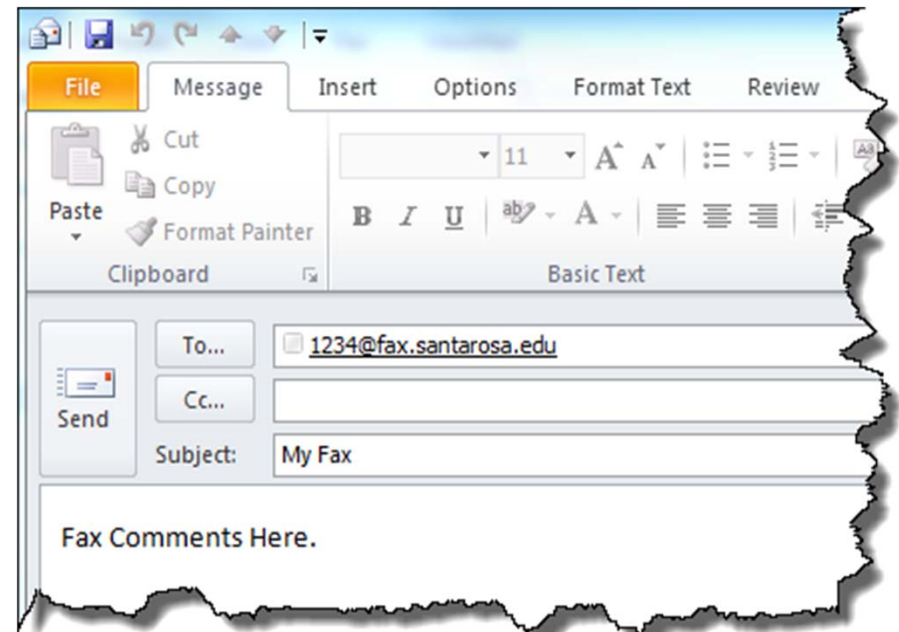 File Message Insert Options Format Text Review
Cut
11
Copy
Paste
B I U A
Format Painter
Clipboard Basic Text
To... 1234@fax.santarosa.edu
Cc...
Send
Subject: My Fax
Fax Comments Here.